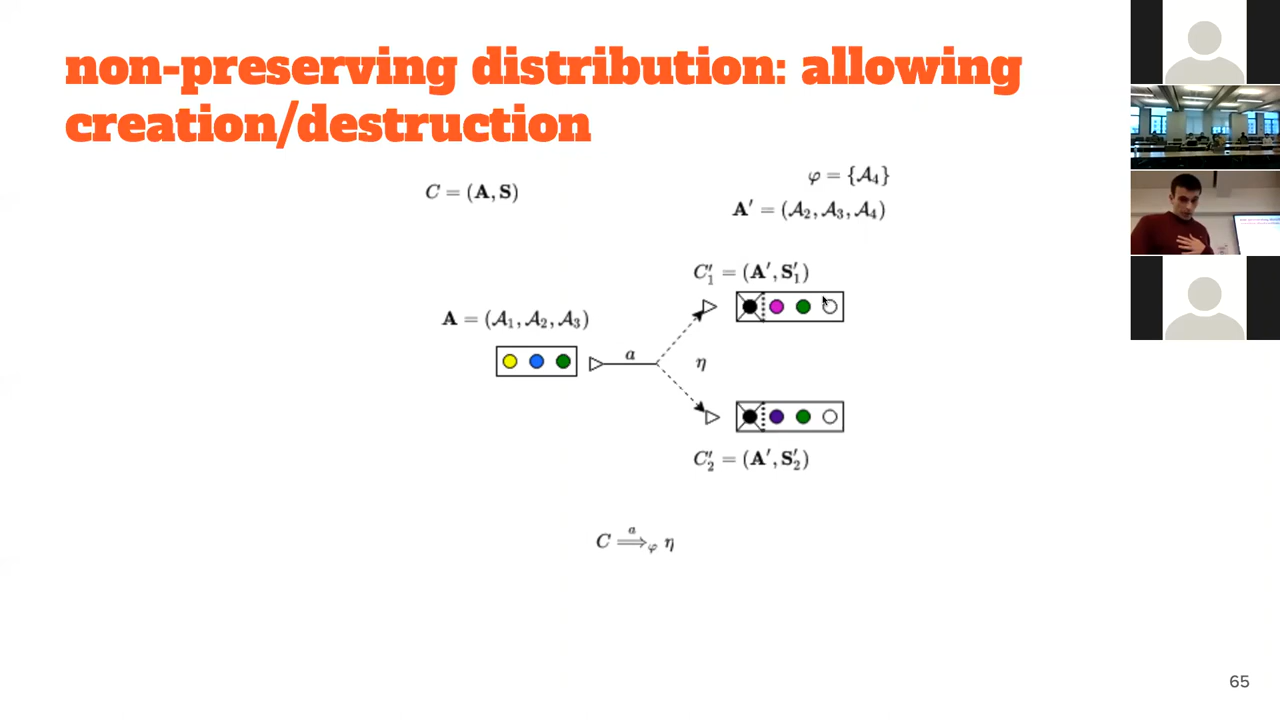 non-preserving distribution: allowing
creation/destruction
C = (A, S)
φ = {𝒜₄}
A′ = (𝒜₂, 𝒜₃, 𝒜₄)
C′₁ = (A′, S′₁)
A = (𝒜₁, 𝒜₂, 𝒜₃)
a
η
C′₂ = (A′, S′₂)
C ⟹ᵃ_φ η
65